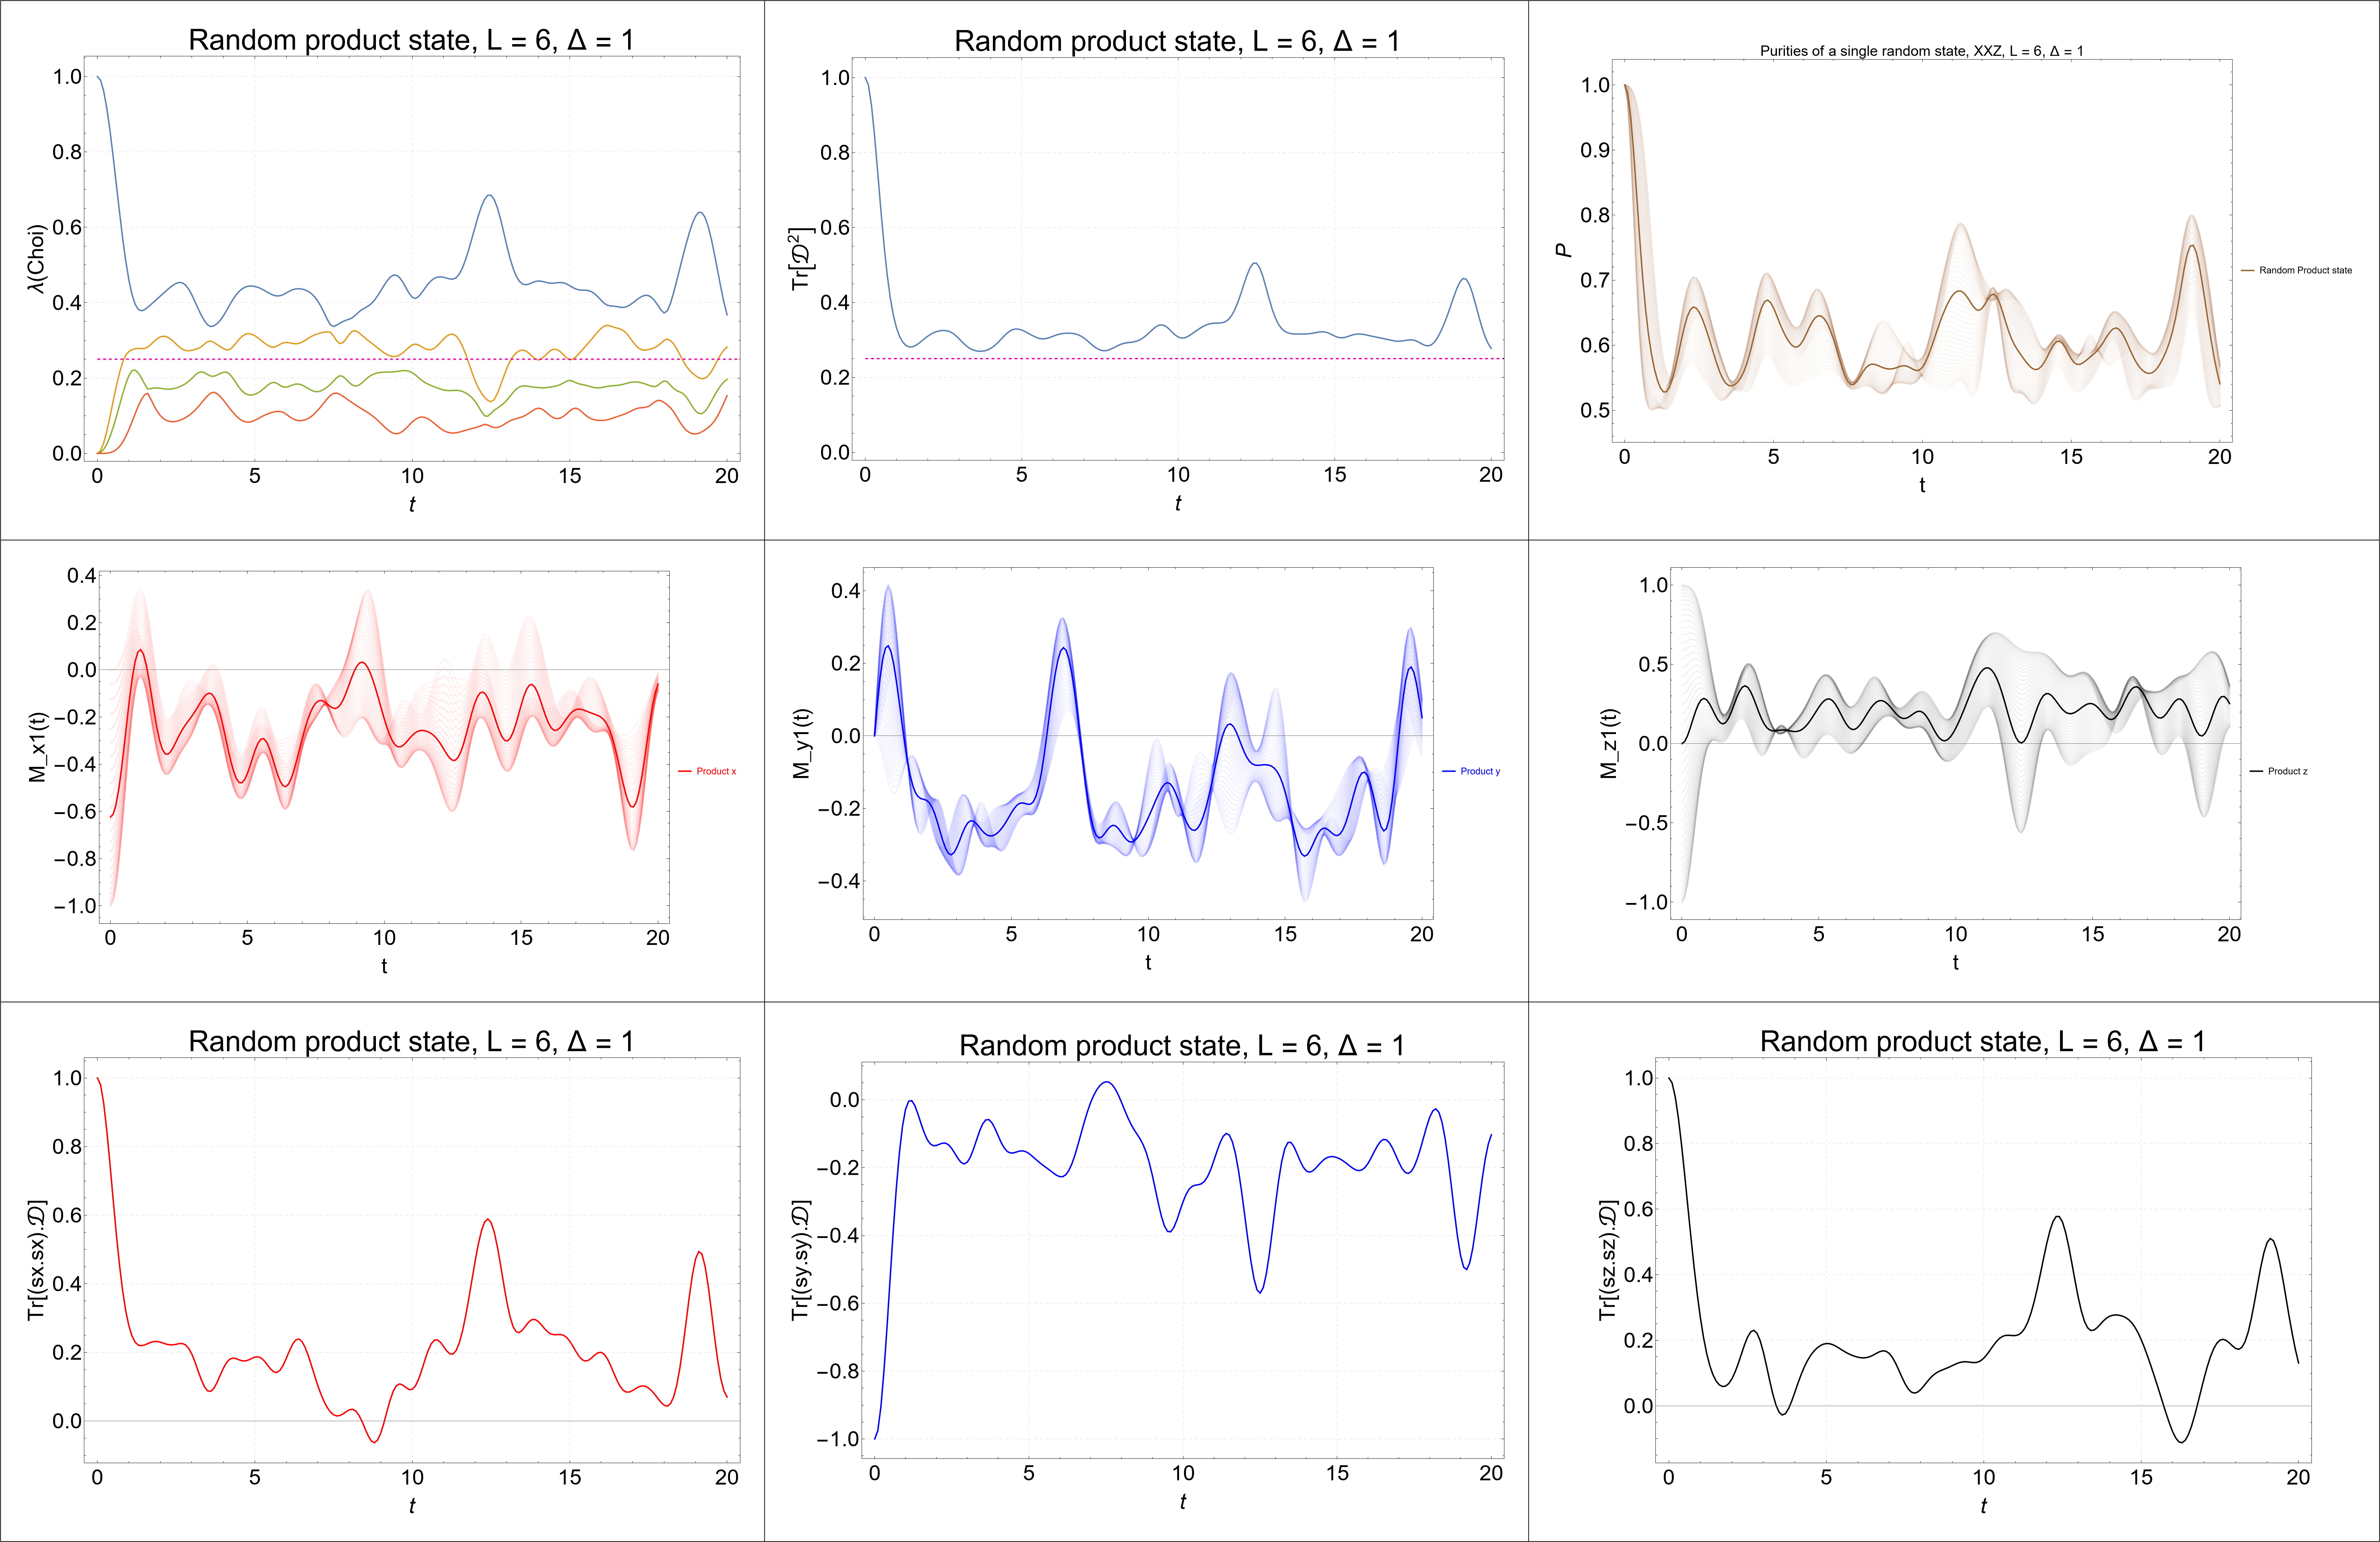 Random product state, L = 6, Δ = 1
λ(Choi)
1.0
0.8
0.6
0.4
0.2
0.0
0 5 10 15 20
t
Random product state, L = 6, Δ = 1
Tr[𝒟²]
1.0
0.8
0.6
0.4
0.2
0.0
0 5 10 15 20
t
Purities of a single random state, XXZ, L = 6, Δ = 1
P
1.0
0.9
0.8
0.7
0.6
0.5
0 5 10 15 20
t
Random Product state
M_x1(t)
0.4
0.2
0.0
−0.2
−0.4
−0.6
−0.8
−1.0
0 5 10 15 20
t
Product x
M_y1(t)
0.4
0.2
0.0
−0.2
−0.4
0 5 10 15 20
t
Product y
M_z1(t)
1.0
0.5
0.0
−0.5
−1.0
0 5 10 15 20
t
Product z
Random product state, L = 6, Δ = 1
Tr[(sx.sx).𝒟]
1.0
0.8
0.6
0.4
0.2
0.0
0 5 10 15 20
t
Random product state, L = 6, Δ = 1
Tr[(sy.sy).𝒟]
0.0
−0.2
−0.4
−0.6
−0.8
−1.0
0 5 10 15 20
t
Random product state, L = 6, Δ = 1
Tr[(sz.sz).𝒟]
1.0
0.8
0.6
0.4
0.2
0.0
0 5 10 15 20
t